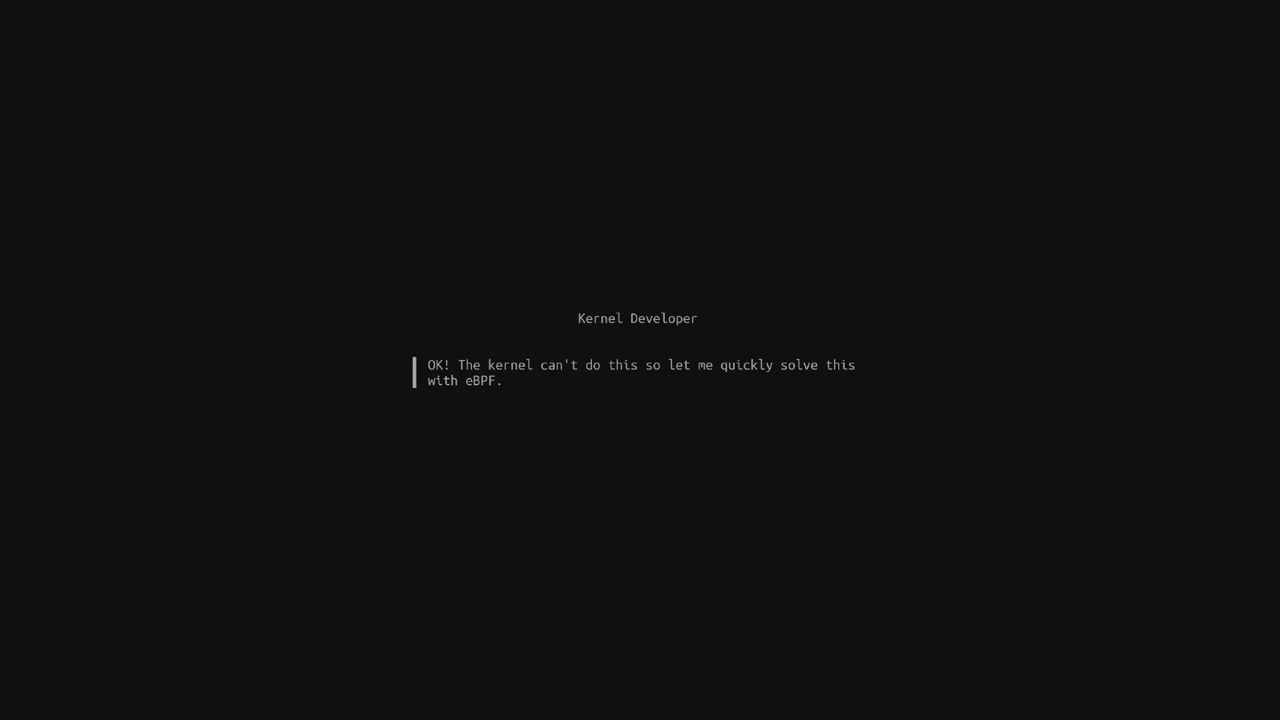 Kernel Developer
OK! The kernel can't do this so let me quickly solve this
with eBPF.